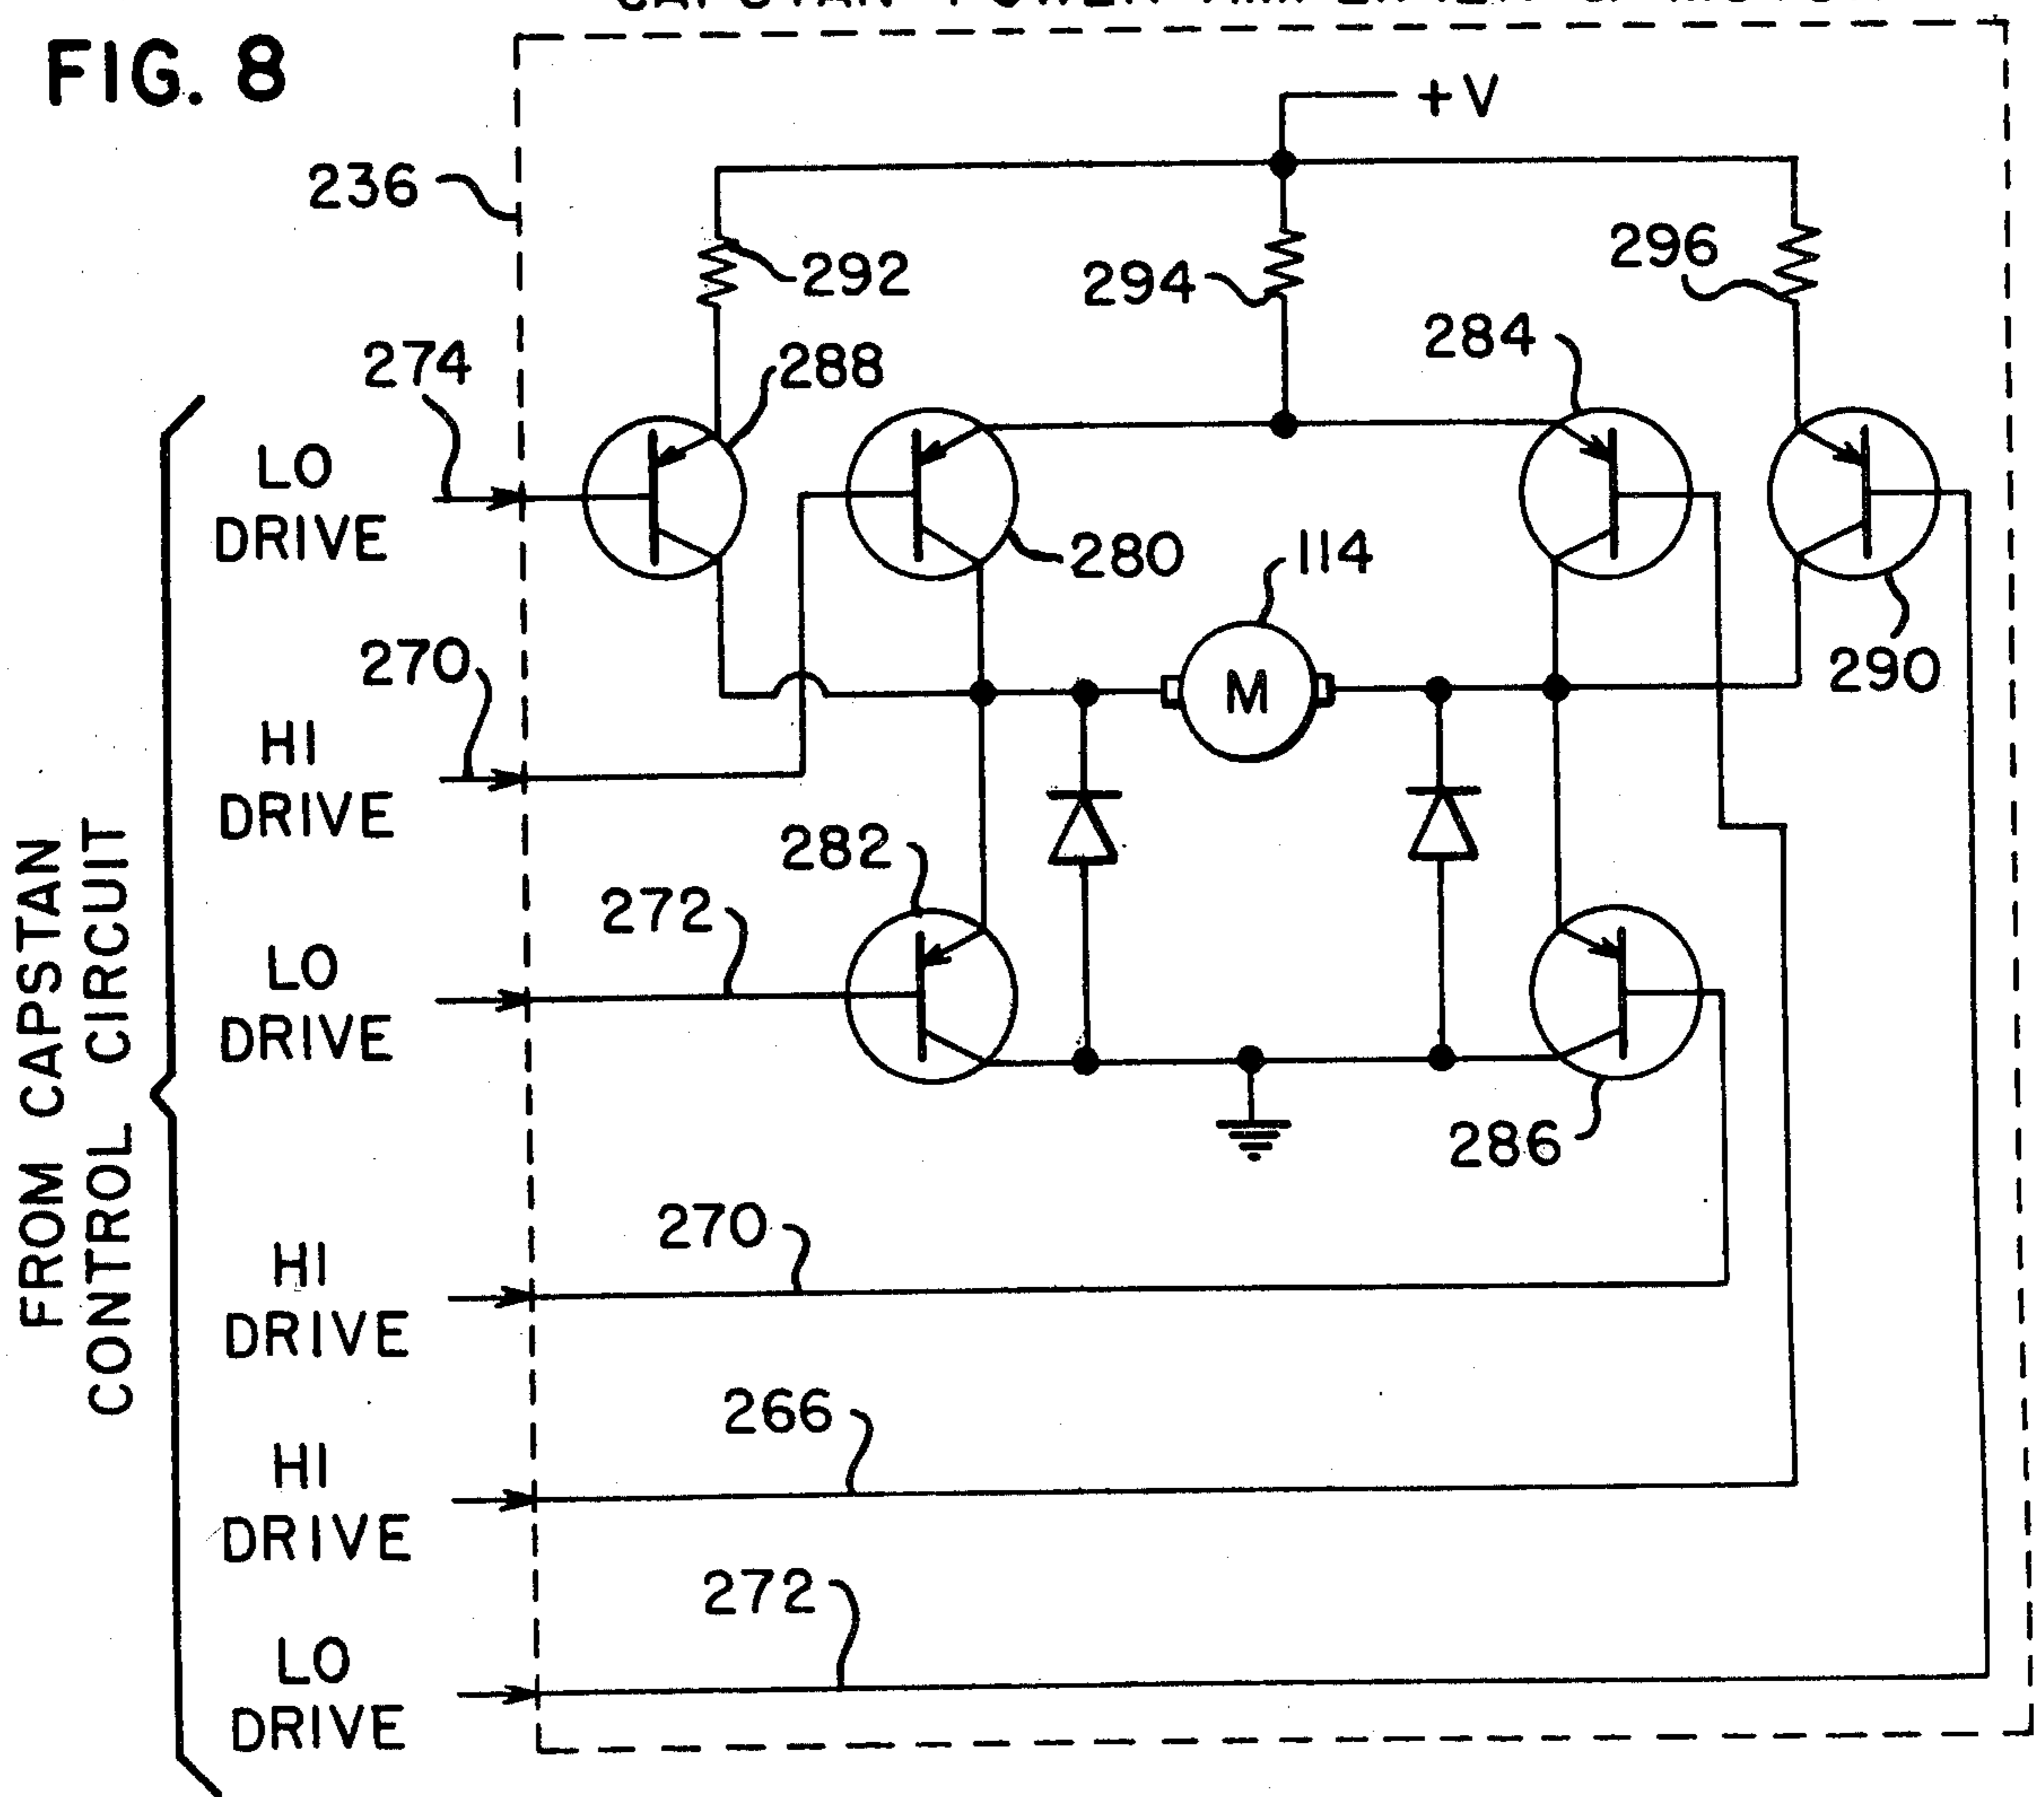 FIG. 8
+V
236
292
294
296
274
288
284
LO
DRIVE
280
114
270
290
HI
DRIVE
M
282
272
LO
DRIVE
286
270
HI
DRIVE
266
HI
DRIVE
272
LO
DRIVE
FROM CAPSTAN
CONTROL CIRCUIT